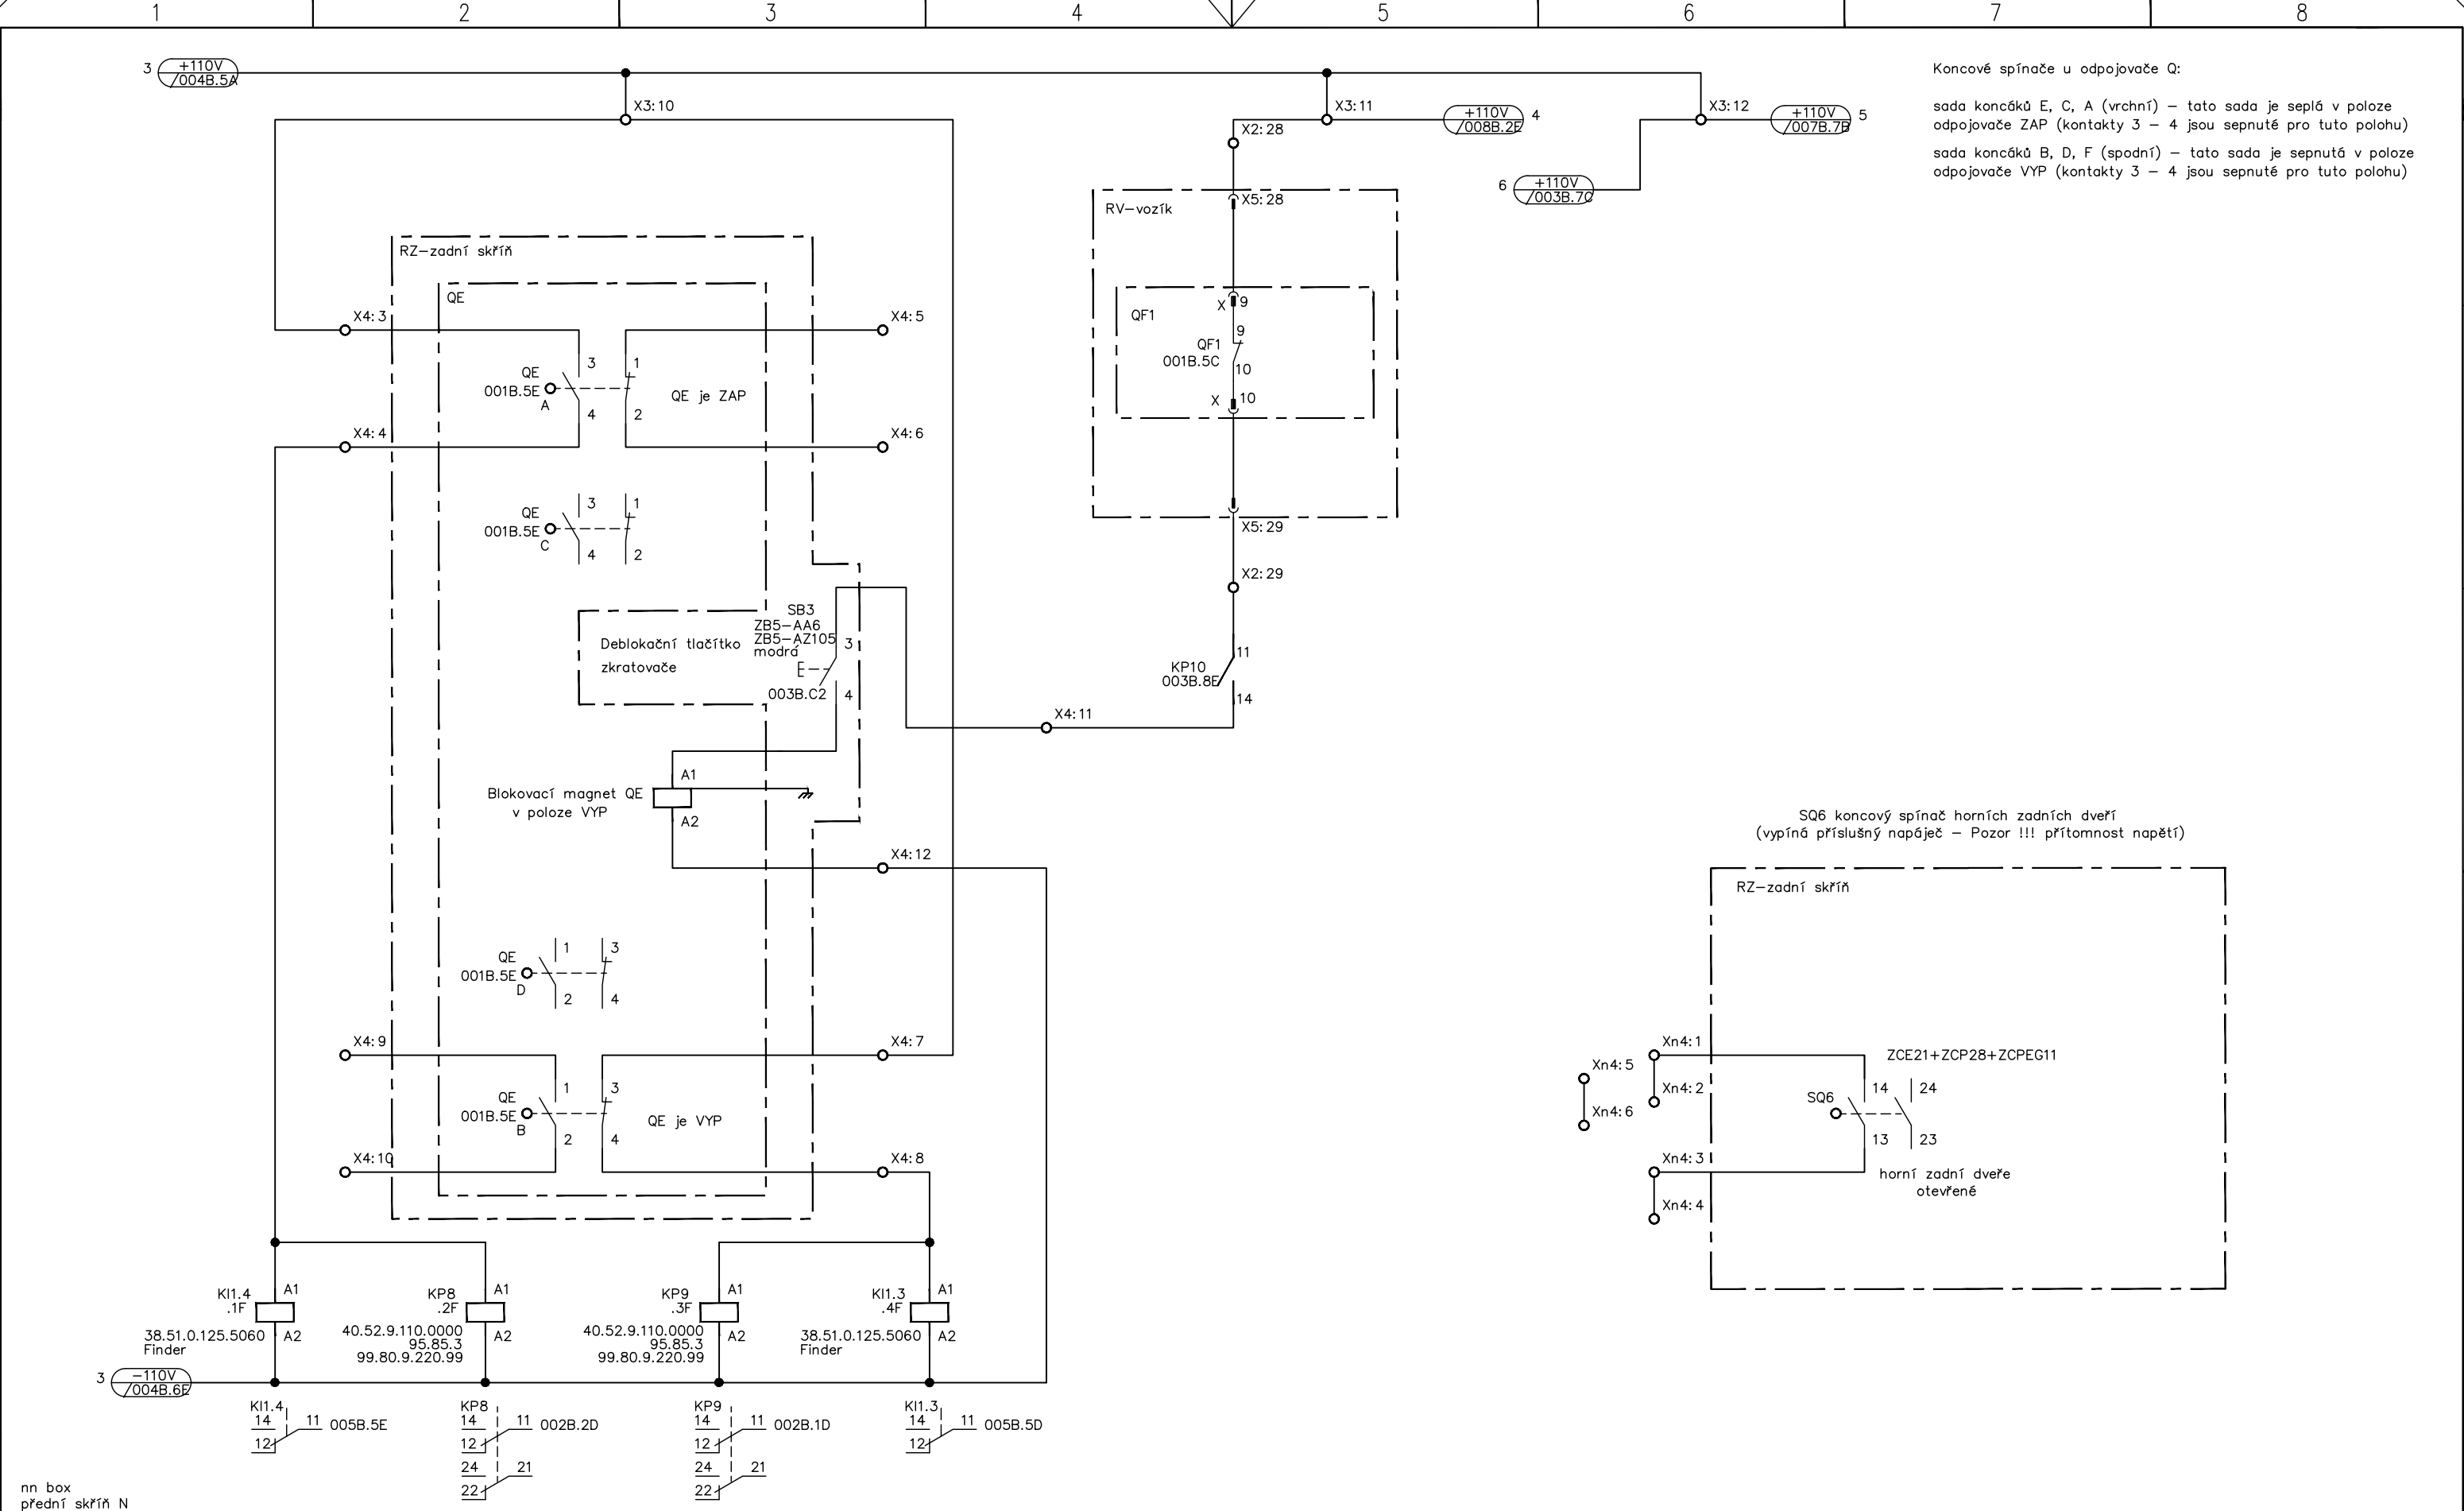 1
2
3
4
5
6
7
8
3
+110V
/004B.5A
X3:10
X3:11
+110V
/008B.2E
4
X3:12
+110V
/007B.7B
5
6
+110V
/003B.7C
Koncové spínače u odpojovače Q:
sada koncáků E, C, A (vrchní) – tato sada je seplá v poloze
odpojovače ZAP (kontakty 3 – 4 jsou sepnuté pro tuto polohu)
sada koncáků B, D, F (spodní) – tato sada je sepnutá v poloze
odpojovače VYP (kontakty 3 – 4 jsou sepnuté pro tuto polohu)
X2:28
RV–vozík
X5:28
QF1
X
9
9
QF1
001B.5C
10
X
10
X5:29
X2:29
KP10
003B.8E
11
14
X4:11
RZ–zadní skříň
QE
X4:3
X4:5
QE
001B.5E
A
3
1
4
2
QE je ZAP
X4:4
X4:6
QE
001B.5E
C
3
1
4
2
SB3
ZB5–AA6
ZB5–AZ105
modrá
Deblokační tlačítko
zkratovače
3
E
003B.C2
4
Blokovací magnet QE
v poloze VYP
A1
A2
X4:12
QE
001B.5E
D
1
3
2
4
X4:9
X4:7
QE
001B.5E
B
1
3
2
4
QE je VYP
X4:10
X4:8
SQ6 koncový spínač horních zadních dveří
(vypíná příslušný napáječ – Pozor !!! přítomnost napětí)
RZ–zadní skříň
Xn4:5
Xn4:6
Xn4:1
Xn4:2
Xn4:3
Xn4:4
ZCE21+ZCP28+ZCPEG11
SQ6
14
24
13
23
horní zadní dveře
otevřené
KI1.4
.1F
A1
A2
38.51.0.125.5060
Finder
KP8
.2F
A1
A2
40.52.9.110.0000
95.85.3
99.80.9.220.99
KP9
.3F
A1
A2
40.52.9.110.0000
95.85.3
99.80.9.220.99
KI1.3
.4F
A1
A2
38.51.0.125.5060
Finder
3
–110V
/004B.6E
KI1.4
14
11
005B.5E
12
KP8
14
11
002B.2D
12
24
21
22
KP9
14
11
002B.1D
12
24
21
22
KI1.3
14
11
005B.5D
12
nn box
přední skříň N